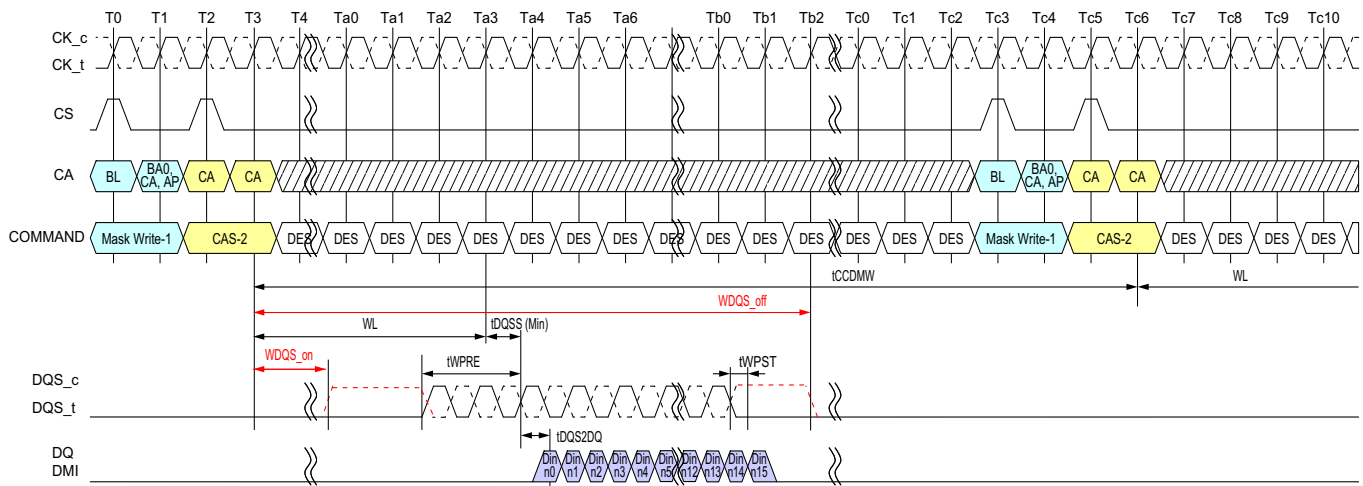 T0 T1 T2 T3 T4 Ta0 Ta1 Ta2 Ta3 Ta4 Ta5 Ta6 Tb0 Tb1 Tb2 Tc0 Tc1 Tc2 Tc3 Tc4 Tc5 Tc6 Tc7 Tc8 Tc9 Tc10
CK_c
CK_t
CS
CA BL BA0, CA, AP CA CA BL BA0, CA, AP CA CA
COMMAND Mask Write-1 CAS-2 DES DES DES DES DES DES DES DES DES DES DES DES DES DES DES Mask Write-1 CAS-2 DES DES DES DES
tCCDMW WL
WDQS_off
WL tDQSS (Min)
WDQS_on tWPRE tWPST
DQS_c
DQS_t
tDQS2DQ
DQ
DMI
Din n0 Din n1 Din n2 Din n3 Din n4 Din n5 Din n12 Din n13 Din n14 Din n15